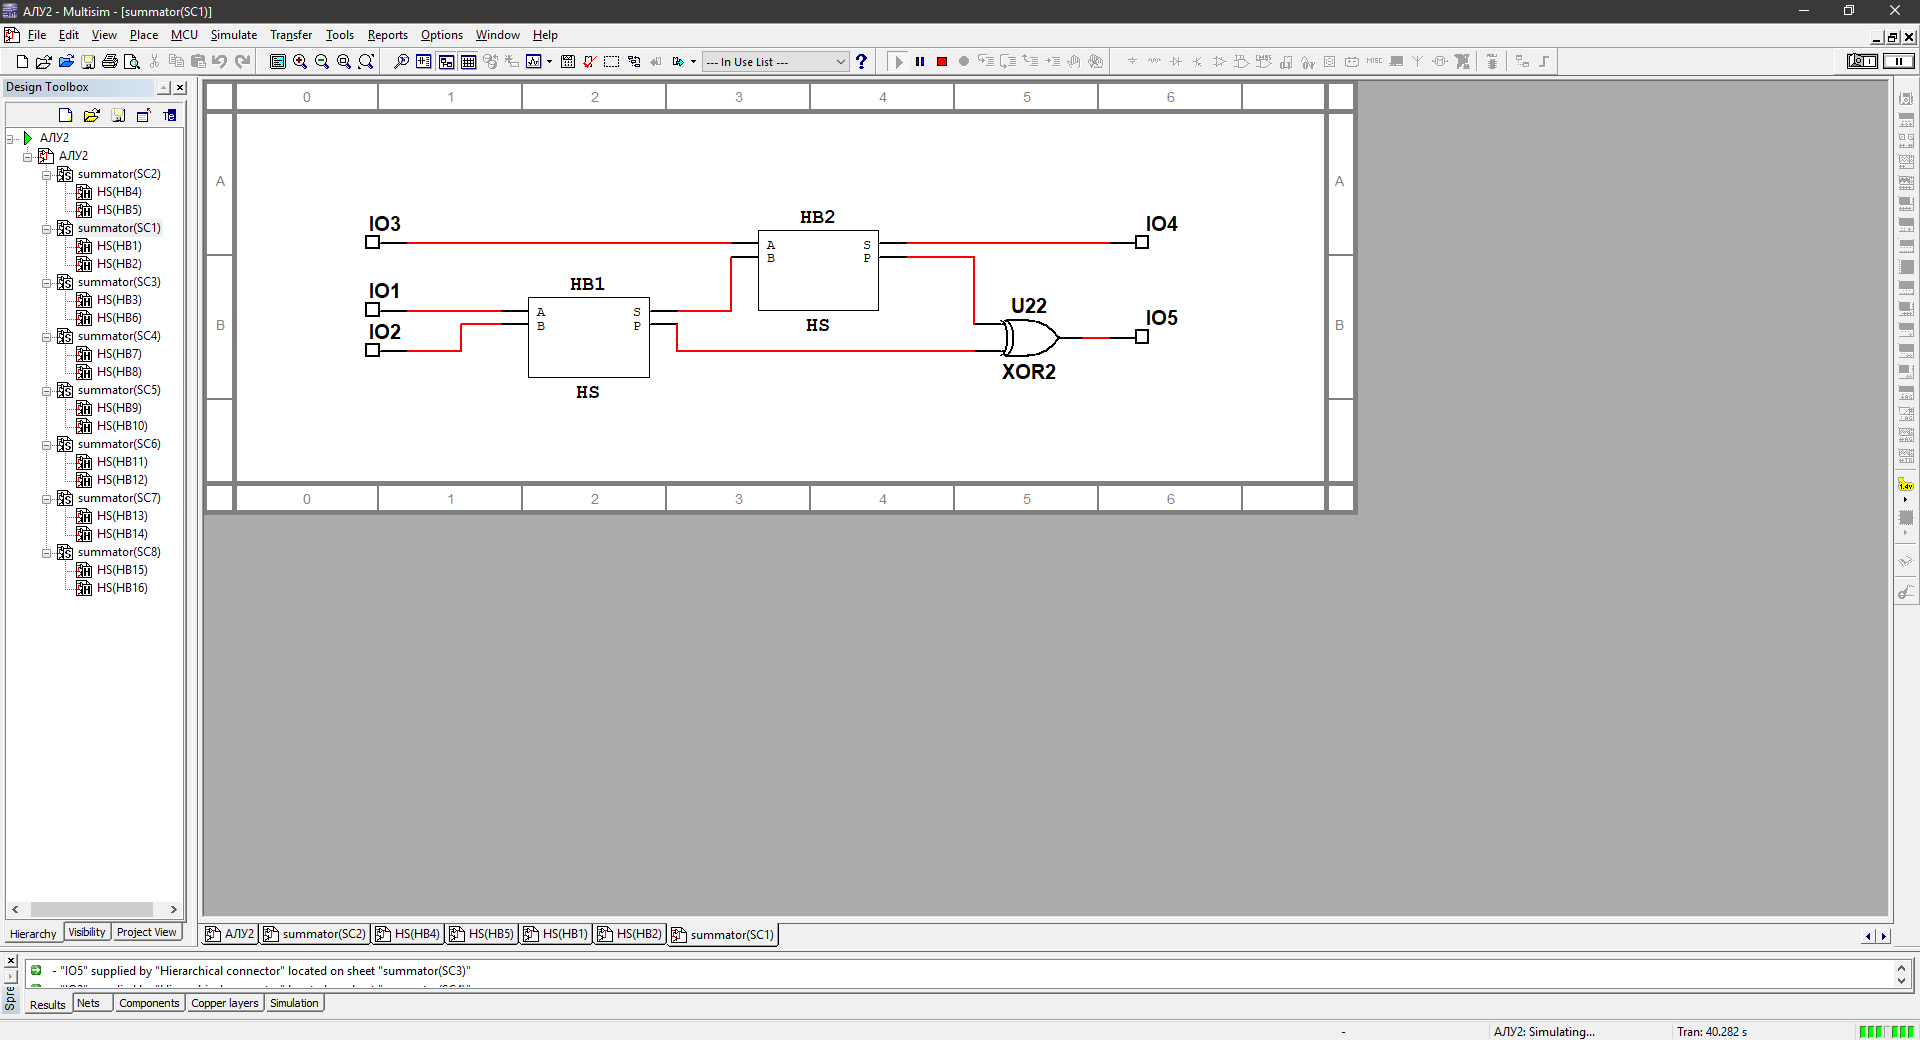 АЛУ2 - Multisim - [summator(SC1)]
File Edit View Place MCU Simulate Transfer Tools Reports Options Window Help
--- In Use List ---
Design Toolbox
АЛУ2
АЛУ2
summator(SC2)
HS(HB4)
HS(HB5)
summator(SC1)
HS(HB1)
HS(HB2)
summator(SC3)
HS(HB3)
HS(HB6)
summator(SC4)
HS(HB7)
HS(HB8)
summator(SC5)
HS(HB9)
HS(HB10)
summator(SC6)
HS(HB11)
HS(HB12)
summator(SC7)
HS(HB13)
HS(HB14)
summator(SC8)
HS(HB15)
HS(HB16)
Hierarchy Visibility Project View
0 1 2 3 4 5 6
A A
IO3 HB2 IO4
A S
B P
HS
IO1 HB1
IO2
A S
B P
HS
B B
U22 IO5
XOR2
0 1 2 3 4 5 6
АЛУ2 summator(SC2) HS(HB4) HS(HB5) HS(HB1) HS(HB2) summator(SC1)
- "IO5" supplied by "Hierarchical connector" located on sheet "summator(SC3)"
Spre
Results Nets Components Copper layers Simulation
- АЛУ2: Simulating... Tran: 40.282 s